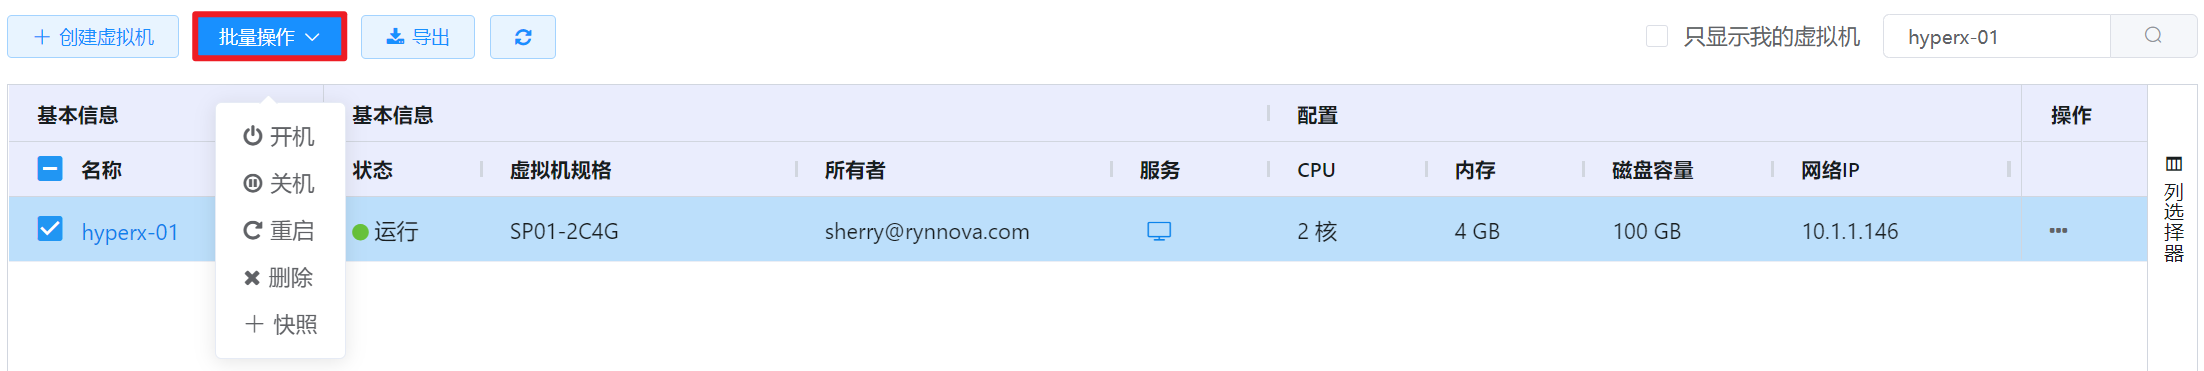 创建虚拟机 批量操作 导出 只显示我的虚拟机 hyperx-01
基本信息 基本信息 配置 操作
名称 状态 虚拟机规格 所有者 服务 CPU 内存 磁盘容量 网络IP
hyperx-01 运行 SP01-2C4G sherry@rynnova.com 2 核 4 GB 100 GB 10.1.1.146 •••
开机
关机
重启
删除
快照
列选择器